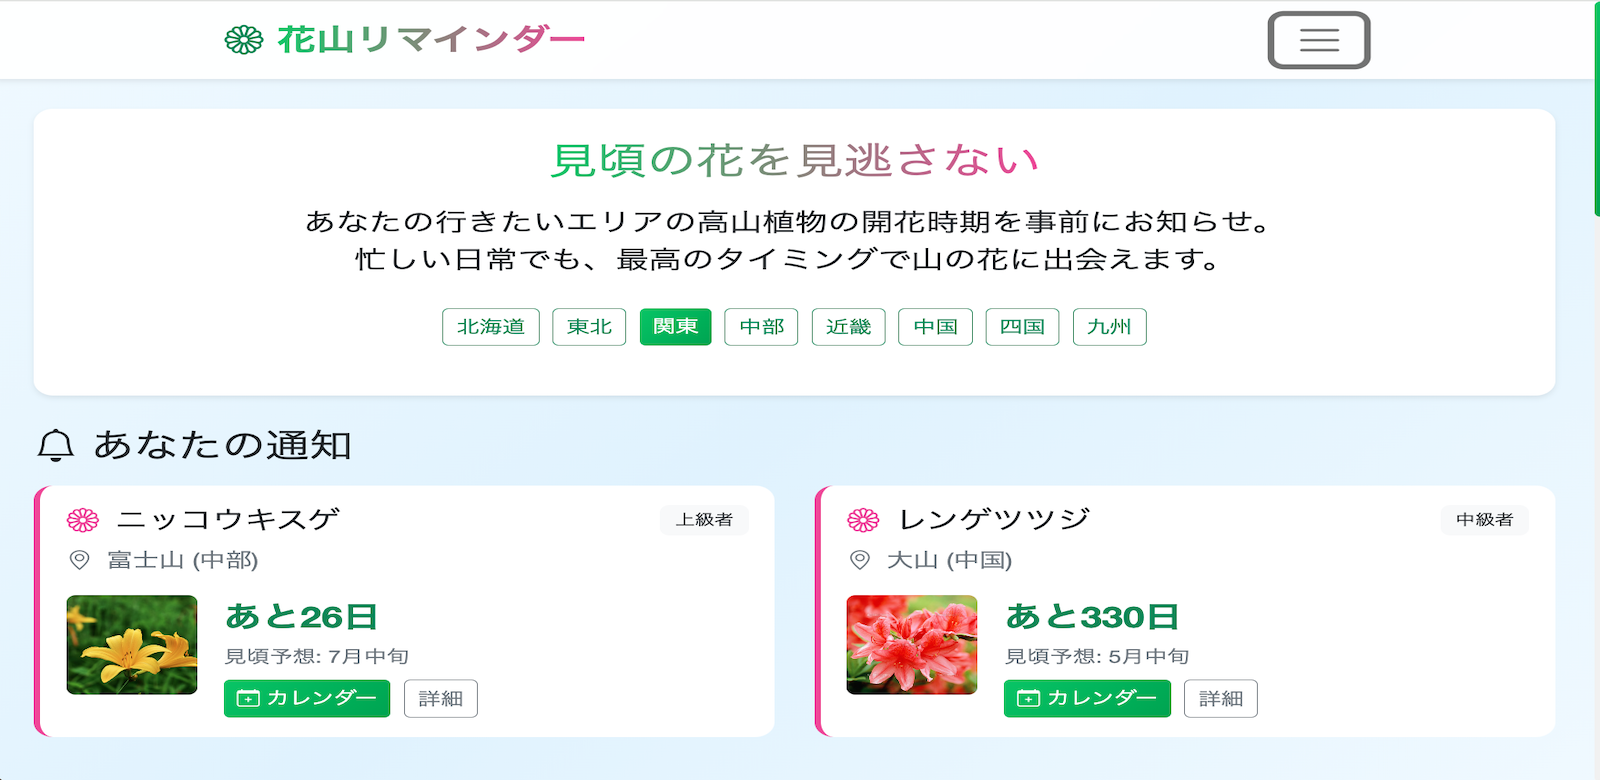 花山リマインダー
見頃の花を見逃さない
あなたの行きたいエリアの高山植物の開花時期を事前にお知らせ。
忙しい日常でも、最高のタイミングで山の花に出会えます。
北海道 東北 関東 中部 近畿 中国 四国 九州
あなたの通知
ニッコウキスゲ 上級者
富士山 (中部)
あと26日
見頃予想: 7月中旬
カレンダー 詳細
レンゲツツジ 中級者
大山 (中国)
あと330日
見頃予想: 5月中旬
カレンダー 詳細